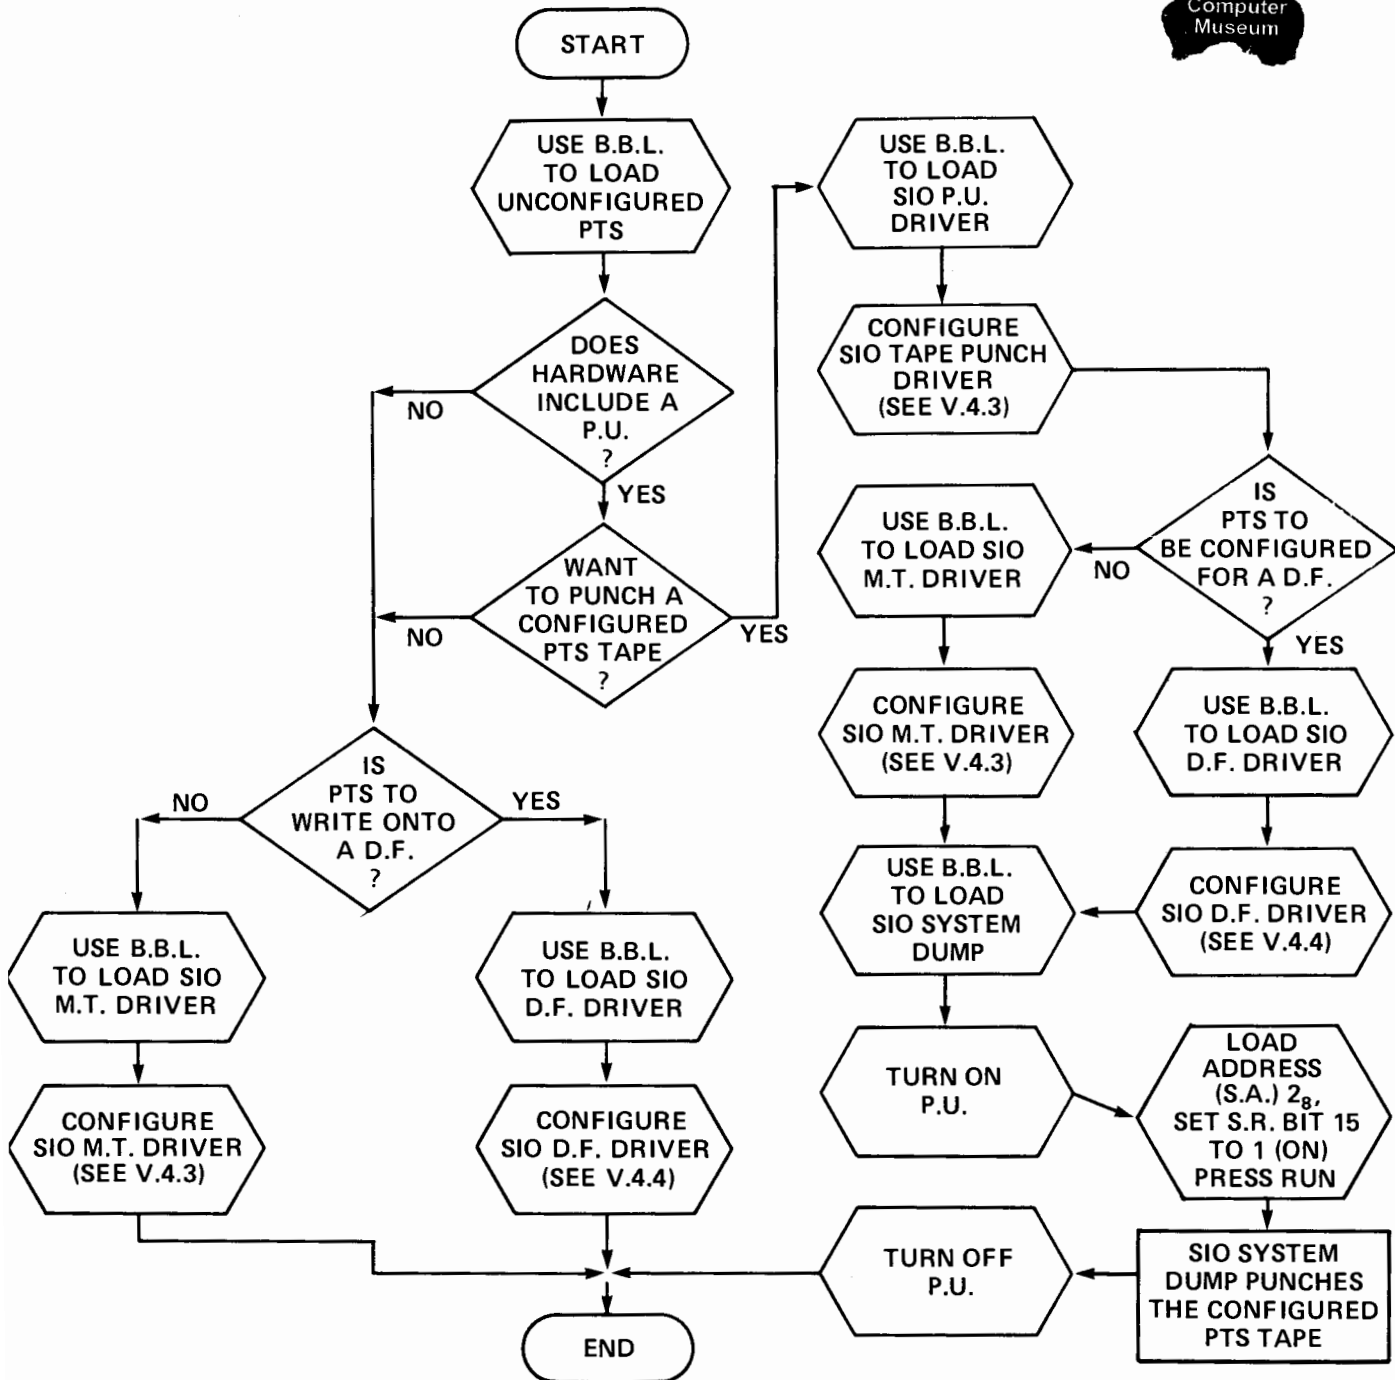 Computer
Museum
START
USE B.B.L.
TO LOAD
UNCONFIGURED
PTS
DOES
HARDWARE
INCLUDE A
P.U.
?
NO
YES
WANT
TO PUNCH A
CONFIGURED
PTS TAPE
?
NO
YES
IS
PTS TO
WRITE ONTO
A D.F.
?
NO
YES
USE B.B.L.
TO LOAD SIO
M.T. DRIVER
CONFIGURE
SIO M.T. DRIVER
(SEE V.4.3)
USE B.B.L.
TO LOAD SIO
D.F. DRIVER
CONFIGURE
SIO D.F. DRIVER
(SEE V.4.4)
USE B.B.L.
TO LOAD
SIO P.U.
DRIVER
CONFIGURE
SIO TAPE PUNCH
DRIVER
(SEE V.4.3)
IS
PTS TO
BE CONFIGURED
FOR A D.F.
?
NO
YES
USE B.B.L.
TO LOAD SIO
M.T. DRIVER
CONFIGURE
SIO M.T. DRIVER
(SEE V.4.3)
USE B.B.L.
TO LOAD SIO
D.F. DRIVER
CONFIGURE
SIO D.F. DRIVER
(SEE V.4.4)
USE B.B.L.
TO LOAD
SIO SYSTEM
DUMP
TURN ON
P.U.
LOAD
ADDRESS
(S.A.) 2₈,
SET S.R. BIT 15
TO 1 (ON)
PRESS RUN
SIO SYSTEM
DUMP PUNCHES
THE CONFIGURED
PTS TAPE
TURN OFF
P.U.
END